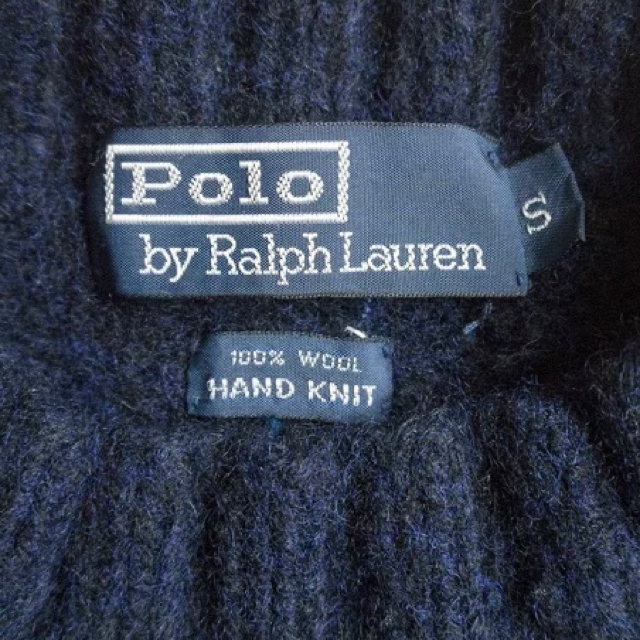 Polo
by Ralph Lauren
S
100% WOOL
HAND KNIT